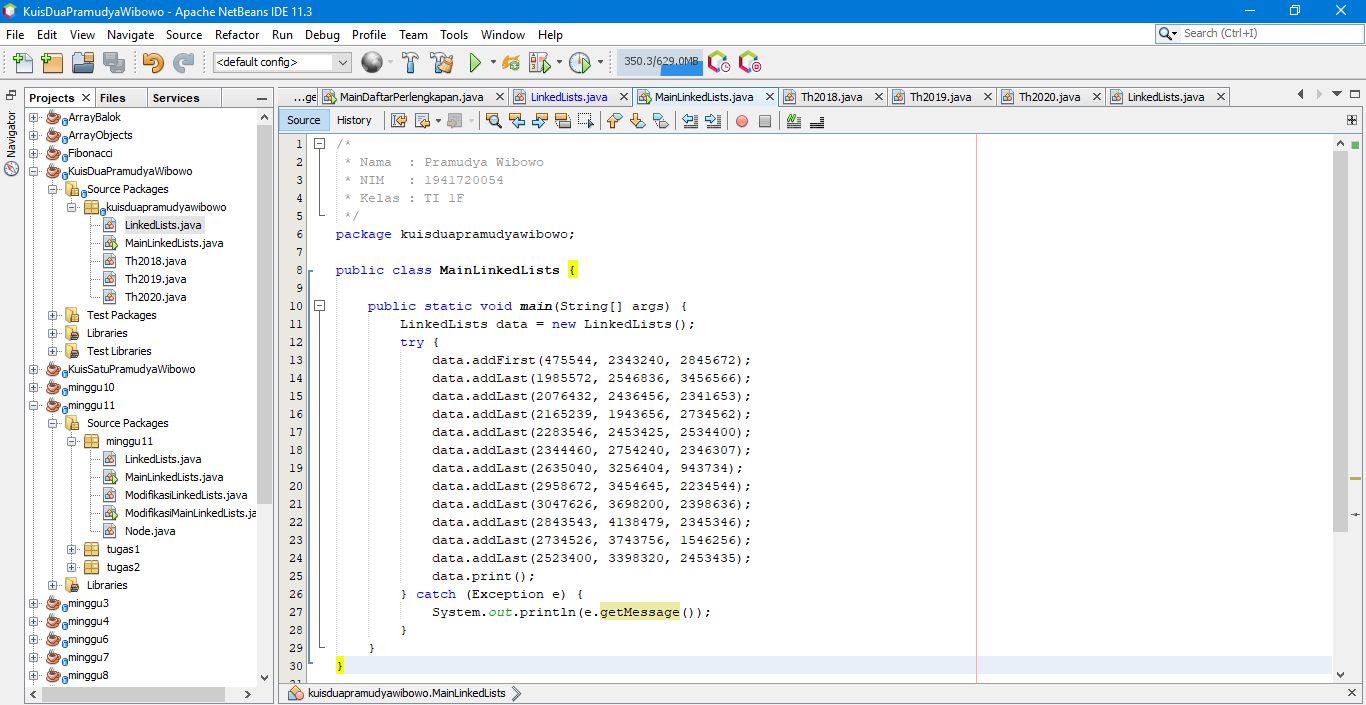 KuisDuaPramudyaWibowo - Apache NetBeans IDE 11.3
File Edit View Navigate Source Refactor Run Debug Profile Team Tools Window Help
Search (Ctrl+I)
<default config>
350.3/629.0MB
Projects Files Services
Navigator
ArrayBalok
ArrayObjects
Fibonacci
KuisDuaPramudyaWibowo
Source Packages
kuisduapramudyawibowo
LinkedLists.java
MainLinkedLists.java
Th2018.java
Th2019.java
Th2020.java
Test Packages
Libraries
Test Libraries
KuisSatuPramudyaWibowo
minggu10
minggu11
Source Packages
minggu11
LinkedLists.java
MainLinkedLists.java
ModifikasiLinkedLists.java
ModifikasiMainLinkedLists.ja
Node.java
tugas1
tugas2
Libraries
minggu3
minggu4
minggu6
minggu7
minggu8
...ge MainDaftarPerlengkapan.java LinkedLists.java MainLinkedLists.java Th2018.java Th2019.java Th2020.java LinkedLists.java
Source History
1 /*
2 * Nama : Pramudya Wibowo
3 * NIM : 1941720054
4 * Kelas : TI 1F
5 */
6 package kuisduapramudyawibowo;
7
8 public class MainLinkedLists {
9
10 public static void main(String[] args) {
11 LinkedLists data = new LinkedLists();
12 try {
13 data.addFirst(475544, 2343240, 2845672);
14 data.addLast(1985572, 2546836, 3456566);
15 data.addLast(2076432, 2436456, 2341653);
16 data.addLast(2165239, 1943656, 2734562);
17 data.addLast(2283546, 2453425, 2534400);
18 data.addLast(2344460, 2754240, 2346307);
19 data.addLast(2635040, 3256404, 943734);
20 data.addLast(2958672, 3454645, 2234544);
21 data.addLast(3047626, 3698200, 2398636);
22 data.addLast(2843543, 4138479, 2345346);
23 data.addLast(2734526, 3743756, 1546256);
24 data.addLast(2523400, 3398320, 2453435);
25 data.print();
26 } catch (Exception e) {
27 System.out.println(e.getMessage());
28 }
29 }
30 }
kuisduapramudyawibowo.MainLinkedLists